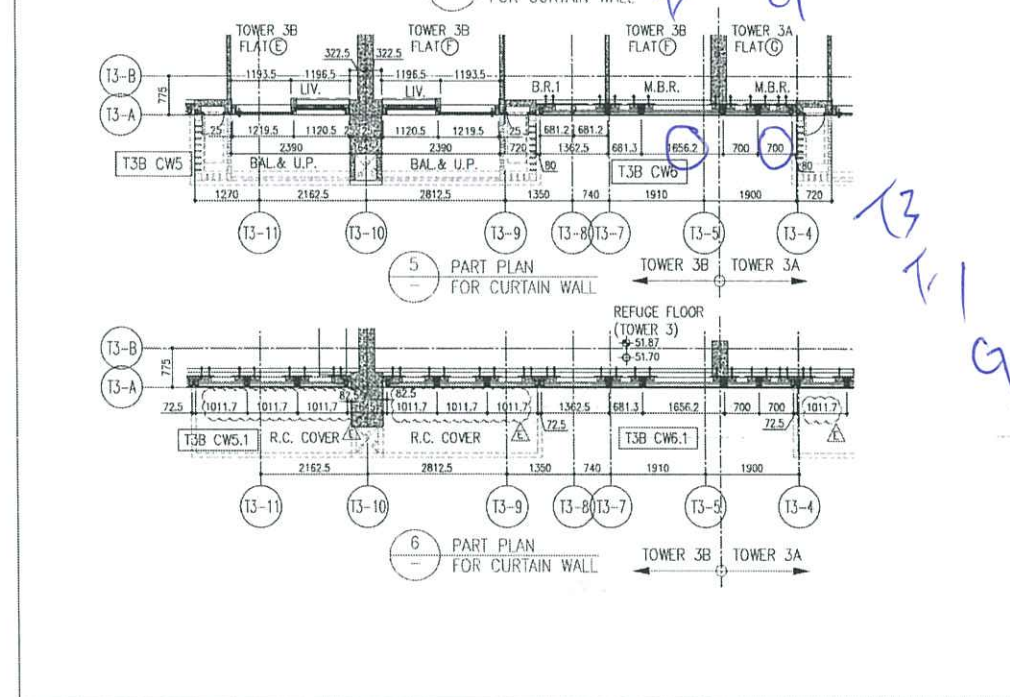 FOR CURTAIN WALL
TOWER 3B TOWER 3B TOWER 3B TOWER 3A
FLAT E FLAT F FLAT F FLAT G
322.5 322.5
T3-B
1193.5 1196.5 1196.5 1193.5
LIV. LIV. B.R.1 M.B.R. M.B.R.
775
T3-A
25 1219.5 1120.5 1120.5 1219.5 25 681.2 681.2
2390 645 2390 720 1362.5 681.3 1656.2 700 700
T3B CW5 BAL.& U.P. BAL.& U.P. 80 T3B CW6 80
1270 2162.5 2812.5 1350 740 1910 1900 720
T3-11 T3-10 T3-9 T3-8 T3-7 T3-5 T3-4
T3
5 PART PLAN TOWER 3B TOWER 3A
FOR CURTAIN WALL
REFUGE FLOOR
(TOWER 3)
51.87
51.70
T3-B
775
T3-A
G
82.5 645 82.5
72.5 1011.7 1011.7 1011.7 1011.7 1011.7 1011.7 1362.5 681.3 1656.2 700 700 1011.7
72.5 72.5
T3B CW5.1 R.C. COVER E R.C. COVER E T3B CW6.1 E
2162.5 2812.5 1350 740 1910 1900
T3-11 T3-10 T3-9 T3-8 T3-7 T3-5 T3-4
6 PART PLAN TOWER 3B TOWER 3A
FOR CURTAIN WALL